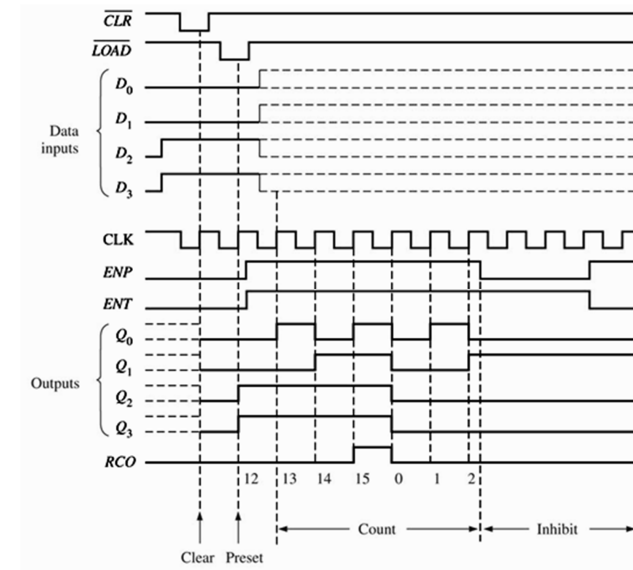 CLR
LOAD
D0
D1
Data
inputs
D2
D3
CLK
ENP
ENT
Q0
Q1
Outputs
Q2
Q3
RCO
12 13 14 15 0 1 2
Count Inhibit
Clear Preset